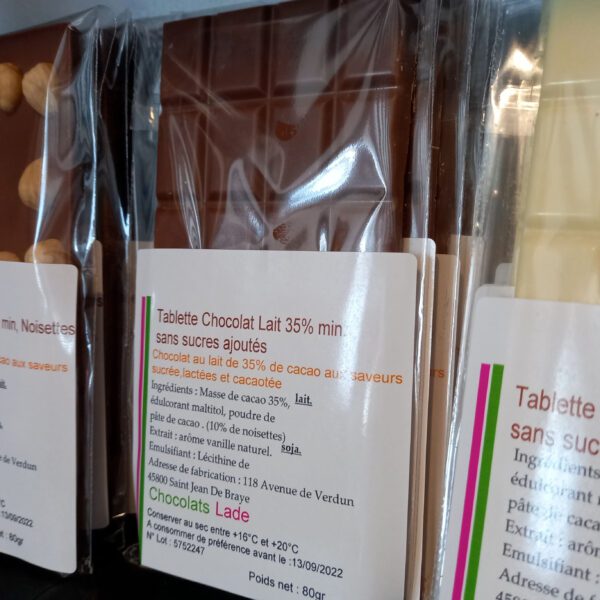 min, Noisettes
cao aux saveurs
de Verdun
°C
13/09/2022
: 80gr
Tablette Chocolat Lait 35% min.
sans sucres ajoutés
Chocolat au lait de 35% de cacao aux saveurs
sucrée,lactées et cacaotée
Ingrédients : Masse de cacao 35%, lait.
édulcorant maltitol, poudre de
pâte de cacao . (10% de noisettes)
Extrait : arôme vanille naturel. soja.
Emulsifiant : Lécithine de
Adresse de fabrication : 118 Avenue de Verdun
45800 Saint Jean De Braye
Chocolats Lade
Conserver au sec entre +16°C et +20°C
A consommer de préférence avant le :13/09/2022
N° Lot : 5752247
Poids net : 80gr
Tablette
sans suc
Ingrédients
édulcorant
pâte de caca
Extrait : arôm
Emulsifiant :
Adresse de f